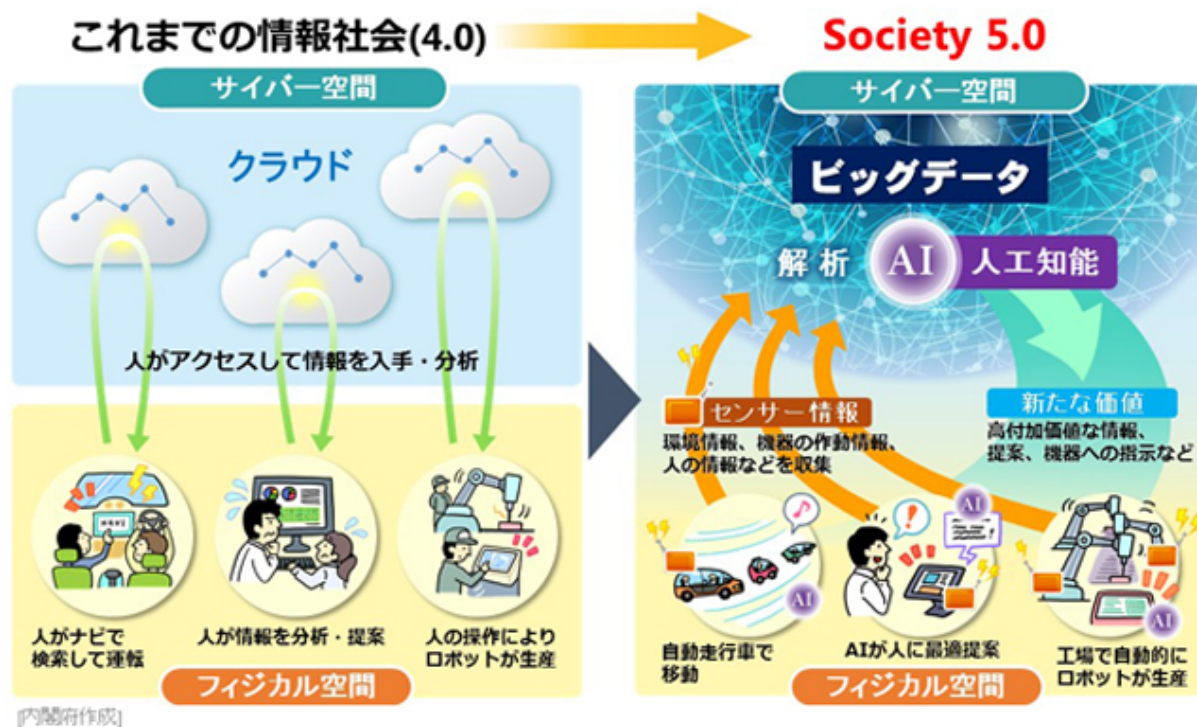 これまでの情報社会(4.0)
Society 5.0
サイバー空間
クラウド
人がアクセスして情報を入手・分析
人がナビで
検索して運転
人が情報を分析・提案
人の操作により
ロボットが生産
フィジカル空間
[内閣府作成]
サイバー空間
ビッグデータ
解析
AI
人工知能
センサー情報
環境情報、機器の作動情報、
人の情報などを収集
新たな価値
高付加価値な情報、
提案、機器への指示など
AI
AI
AI
自動走行車で
移動
AIが人に最適提案
工場で自動的に
ロボットが生産
フィジカル空間